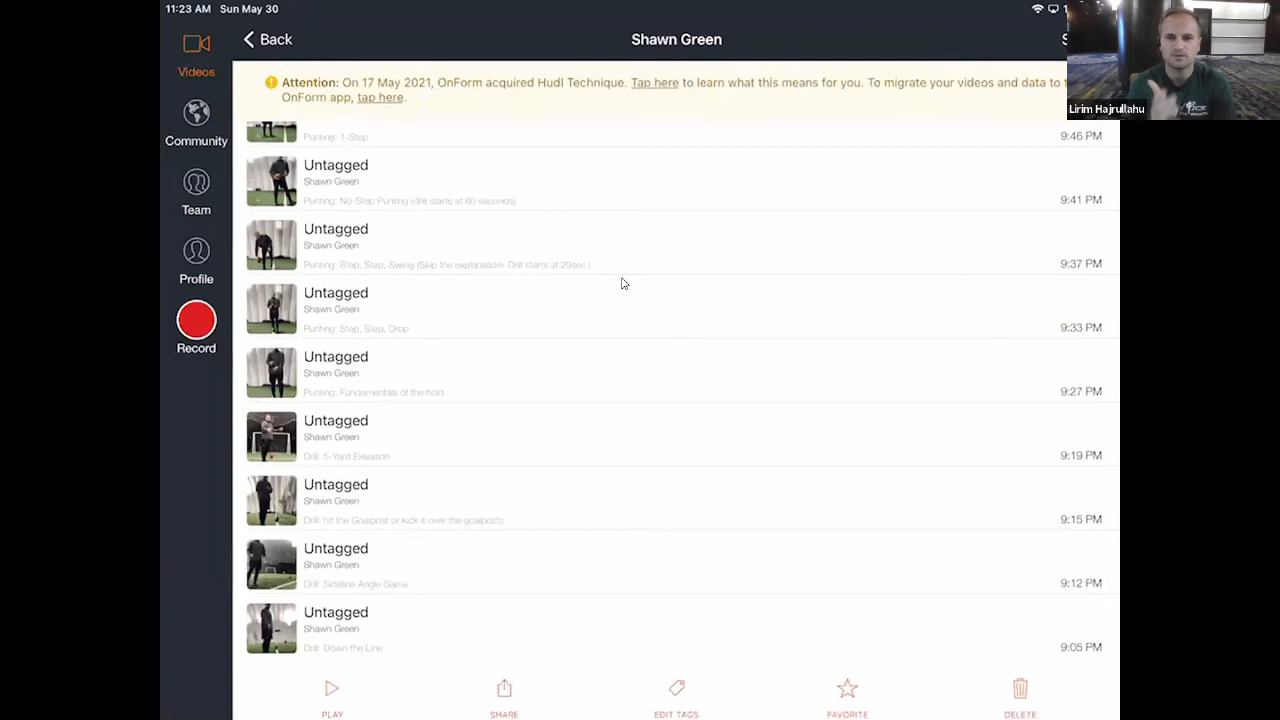 11:23 AM Sun May 30
Back
Shawn Green
Attention: On 17 May 2021, OnForm acquired Hudl Technique. Tap here to learn what this means for you. To migrate your videos and data to
OnForm app, tap here.
Videos
Community
Team
Profile
Record
Punting: 1-Step
9:46 PM
Untagged
Shawn Green
Punting: No-Step Punting (drill starts at 60 seconds)
9:41 PM
Untagged
Shawn Green
Punting: Step, Step, Swing (Skip the explanation- Drill starts at 29sec.)
9:37 PM
Untagged
Shawn Green
Punting: Step, Step, Drop
9:33 PM
Untagged
Shawn Green
Punting: Fundamentals of the hold
9:27 PM
Untagged
Shawn Green
Drill: 5-Yard Elevation
9:19 PM
Untagged
Shawn Green
Drill: hit the Goalpost or kick it over the goalposts
9:15 PM
Untagged
Shawn Green
Drill: Sideline Angle Game
9:12 PM
Untagged
Shawn Green
Drill: Down the Line
9:05 PM
PLAY
SHARE
EDIT TAGS
FAVORITE
DELETE
Lirim Hajrullahu